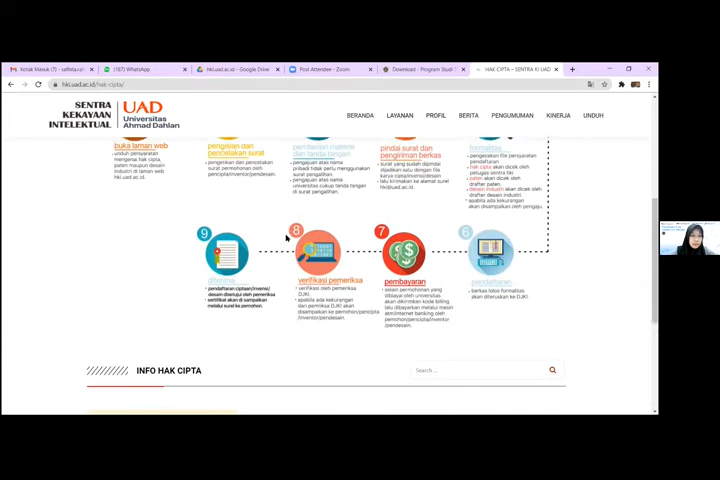 Kotak Masuk (7) - safinta.r
(187) WhatsApp
hki.uad.ac.id - Google Drive
Post Attendee - Zoom
Download - Program Studi T
HAK CIPTA – SENTRA KI UAD
hki.uad.ac.id/hak-cipta/
SENTRA
KEKAYAAN
INTELEKTUAL
UAD
Universitas
Ahmad Dahlan
BERANDA LAYANAN PROFIL BERITA PENGUMUMAN KINERJA UNDUH
buka laman web
unduh persyaratan
mengenai hak cipta,
paten maupun desain
industri di laman web
hki.uad.ac.id.
pengisian dan
pencetakan surat
pengetikan dan pencetakan
surat pengalihan oleh
pencipta/inventor/pendesain.
pemberian materai
dan tanda tangan
pengajuan atas nama
pribadi tidak perlu menggunakan
surat pengalihan.
pengajuan atas nama
universitas cukup tanda tangan
di surat pengalihan.
pindai surat dan
pengiriman berkas
surat yang sudah dipindai
dijadikan satu dengan file
karya cipta/invensi/desain
lalu kirimkan ke alamat surel
hki@uad.ac.id.
formalitas
pengecekan file persyaratan
pendaftaran
hak cipta akan dicek oleh
petugas sentra hki
paten akan dicek oleh
drafter paten.
desain industri akan dicek oleh
drafter desain industri
apabila ada kekurangan
akan disampaikan ke pengaju.
9
diterima
pendaftaran ciptaan/invensi/
desain disetujui oleh pemeriksa
sertifikat akan di sampaikan
melalui surel ke pemohon.
8
verifikasi pemeriksa
verifikasi oleh pemeriksa
DJKI.
apabila ada kekurangan
dari pemriksa DJKI akan
disampaikan ke pemohon/pencipta
/inventor/pendesain.
7
pembayaran
selain permohonan yang
dibiayai oleh universitas
akan dikirimkan kode billing
lalu dibayarkan melalui mesin
atm/internet banking oleh
pemohon/pencipta/inventor
/pendesain.
6
pendaftaran
berkas lolos formalitas
akan diteruskan ke DJKI.
INFO HAK CIPTA
Search ...